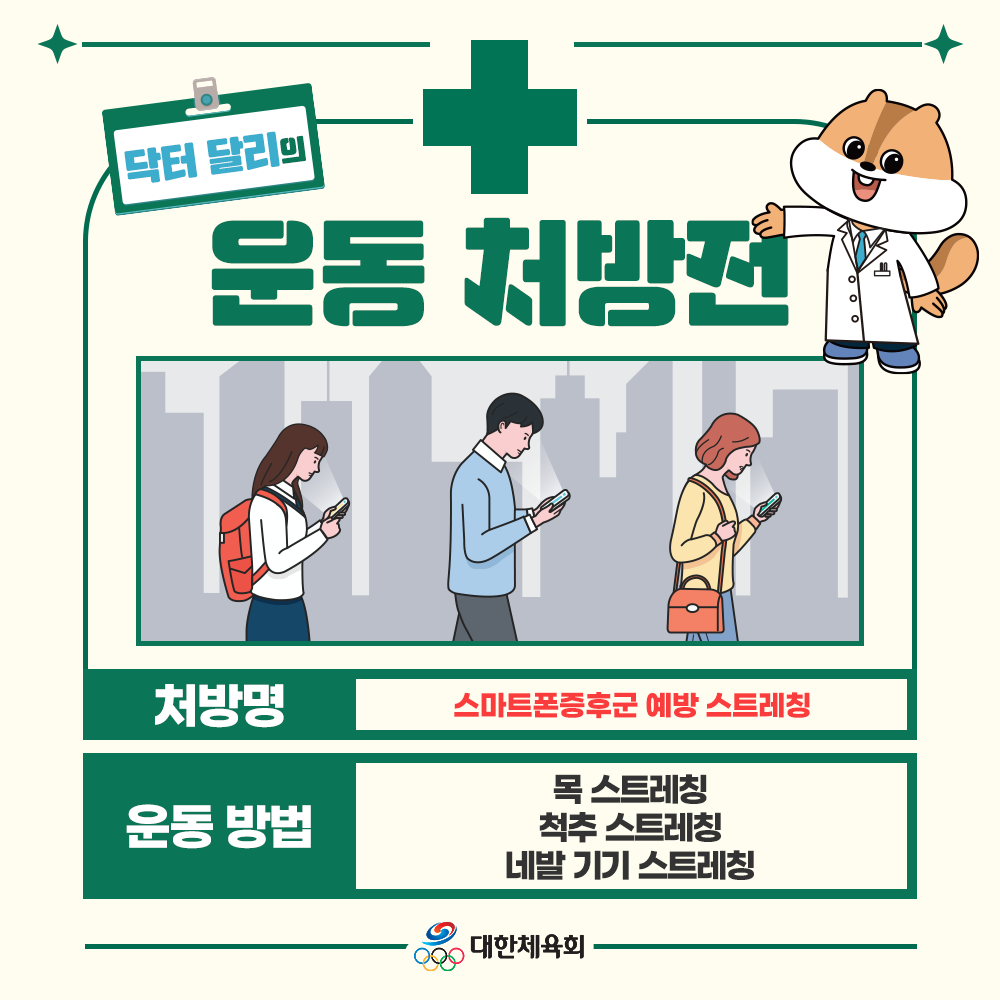 닥터 달리의
운동 처방전
처방명
스마트폰증후군 예방 스트레칭
운동 방법
목 스트레칭
척추 스트레칭
네발 기기 스트레칭
대한체육회